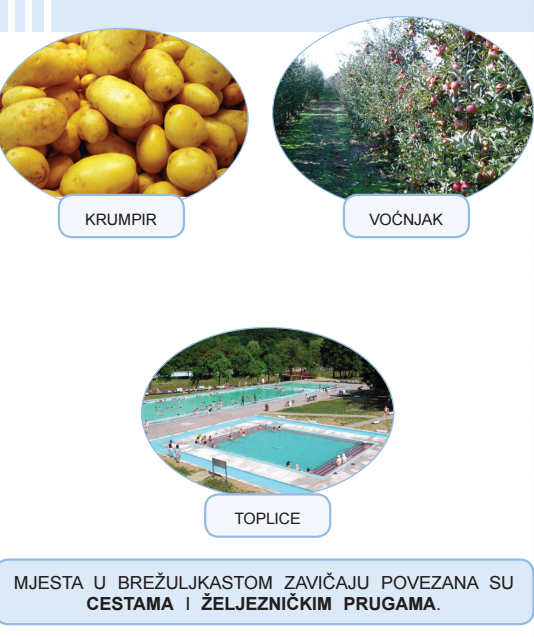 KRUMPIR
VOĆNJAK
TOPLICE
MJESTA U BREŽULJKASTOM ZAVIČAJU POVEZANA SU
CESTAMA I ŽELJEZNIČKIM PRUGAMA.